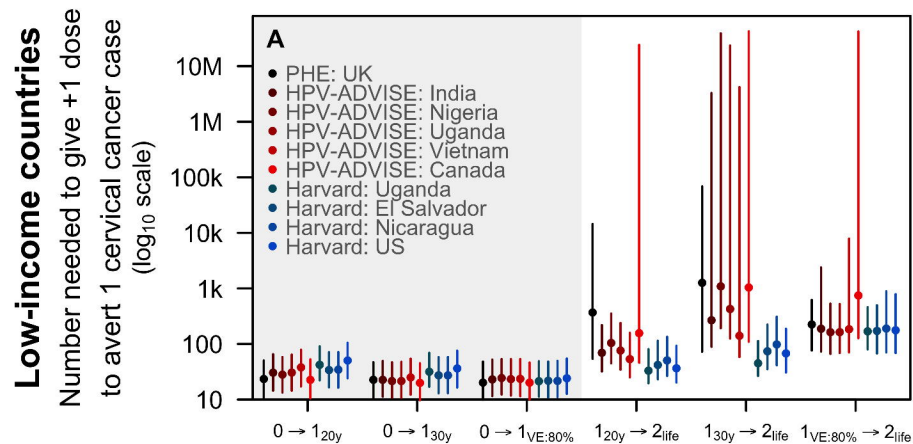 Low-income countries
Number needed to give +1 dose
to avert 1 cervical cancer case
(log₁₀ scale)
10M
1M
100k
10k
1k
100
10
A
PHE: UK
HPV-ADVISE: India
HPV-ADVISE: Nigeria
HPV-ADVISE: Uganda
HPV-ADVISE: Vietnam
HPV-ADVISE: Canada
Harvard: Uganda
Harvard: El Salvador
Harvard: Nicaragua
Harvard: US
0 → 120y
0 → 130y
0 → 1VE:80%
120y → 2life
130y → 2life
1VE:80% → 2life